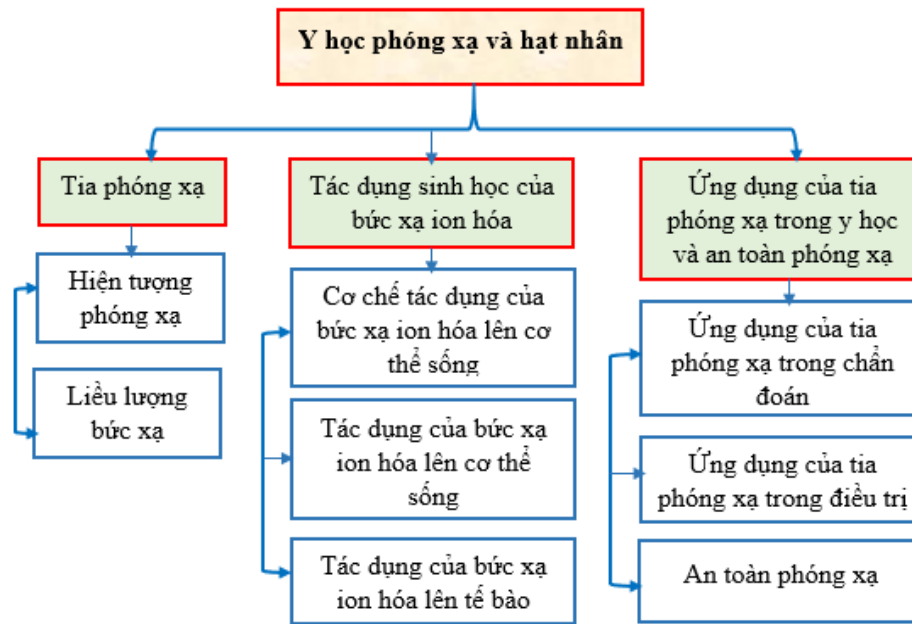 Y học phóng xạ và hạt nhân
Tia phóng xạ
Hiện tượng
phóng xạ
Liều lượng
bức xạ
Tác dụng sinh học của
bức xạ ion hóa
Cơ chế tác dụng của
bức xạ ion hóa lên cơ
thể sống
Tác dụng của bức xạ
ion hóa lên cơ thể
sống
Tác dụng của bức xạ
ion hóa lên tế bào
Ứng dụng của tia
phóng xạ trong y học
và an toàn phóng xạ
Ứng dụng của tia
phóng xạ trong chẩn
đoán
Ứng dụng của tia
phóng xạ trong điều trị
An toàn phóng xạ